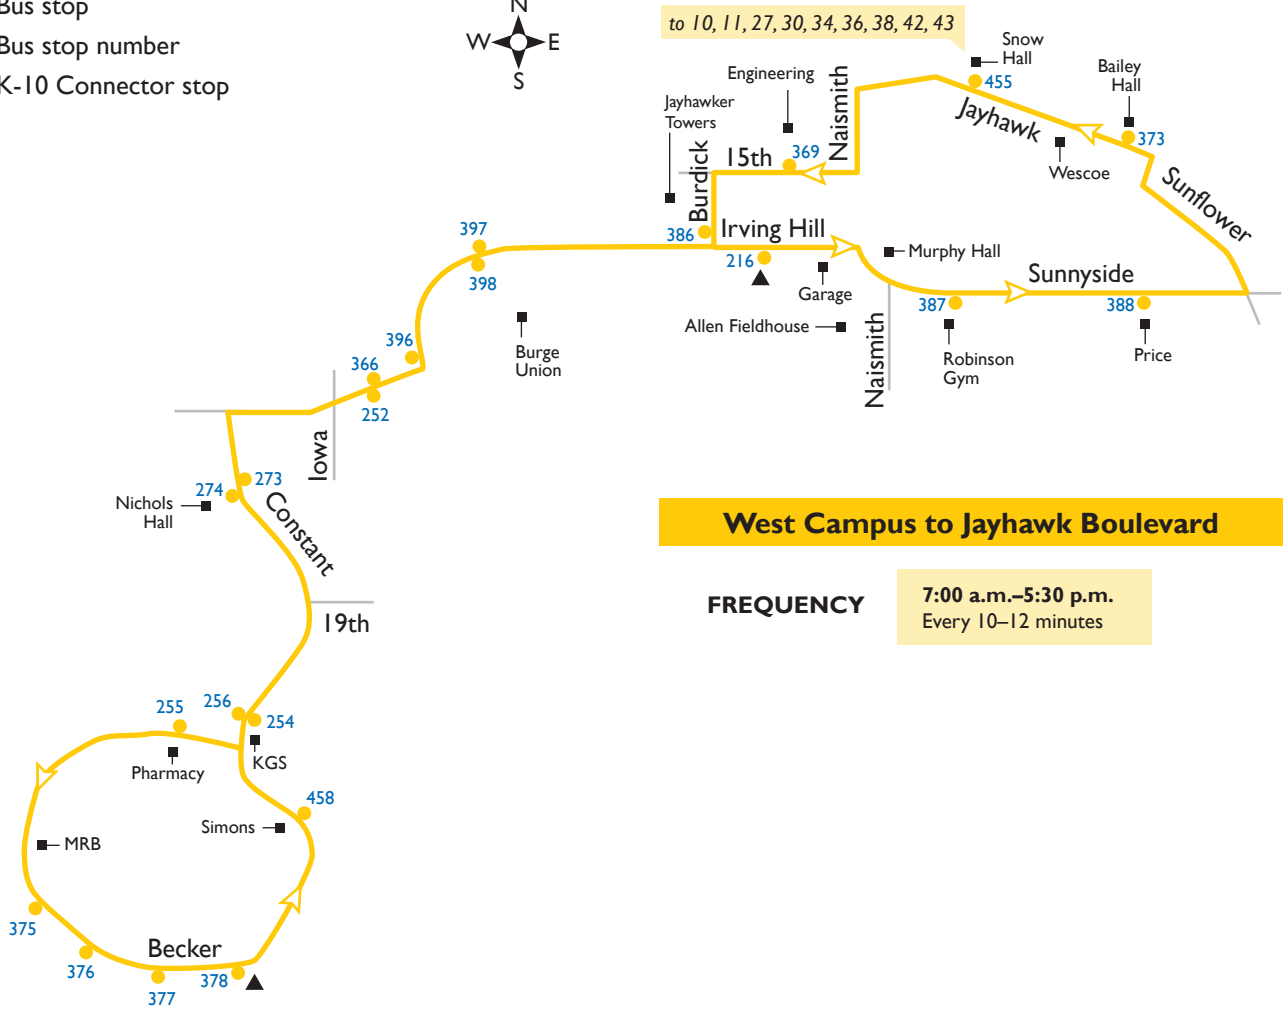 Bus stop
Bus stop number
K-10 Connector stop
N
W
E
S
to 10, 11, 27, 30, 34, 36, 38, 42, 43
Snow
Hall
455
Bailey
Hall
373
Engineering
Jayhawker
Towers
Naismith
Jayhawk
Wescoe
Sunflower
15th
369
Burdick
386
Irving Hill
216
Garage
Murphy Hall
Sunnyside
387
388
Allen Fieldhouse
Naismith
Robinson
Gym
Price
397
398
396
Burge
Union
366
252
Iowa
273
274
Nichols
Hall
Constant
19th
West Campus to Jayhawk Boulevard
FREQUENCY
7:00 a.m.–5:30 p.m.
Every 10–12 minutes
256
255
254
KGS
Pharmacy
458
Simons
MRB
375
376
Becker
377
378